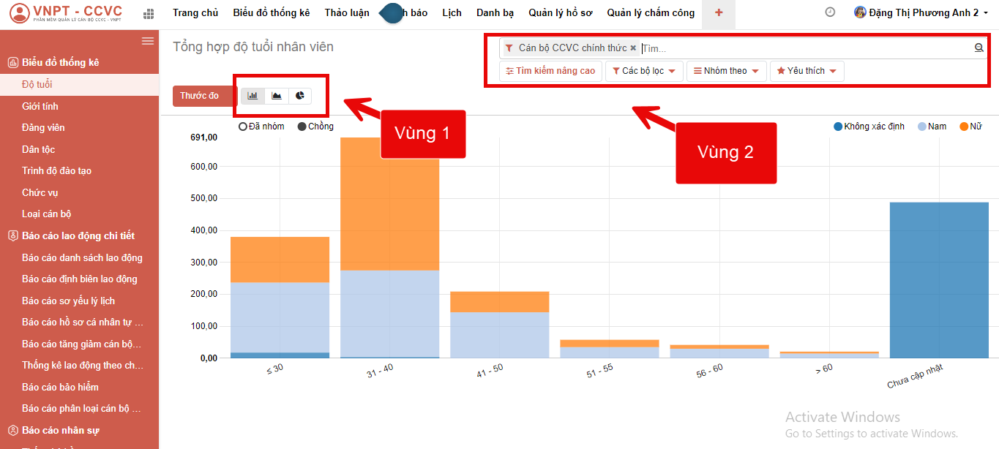 VNPT - CCVC
PHẦN MỀM QUẢN LÝ CÁN BỘ CCVC - VNPT
Trang chủ
Biểu đồ thống kê
Thảo luận
h báo
Lịch
Danh bạ
Quản lý hồ sơ
Quản lý chấm công
+
Đặng Thị Phương Anh 2
Biểu đồ thống kê
Độ tuổi
Giới tính
Đảng viên
Dân tộc
Trình độ đào tạo
Chức vụ
Loại cán bộ
Báo cáo lao động chi tiết
Báo cáo danh sách lao động
Báo cáo định biên lao động
Báo cáo sơ yếu lý lịch
Báo cáo hồ sơ cá nhân tự ...
Báo cáo tăng giảm cán bộ...
Thống kê lao động theo ch...
Báo cáo bảo hiểm
Báo cáo phân loại cán bộ ...
Báo cáo nhân sự
Tổng hợp độ tuổi nhân viên
Cán bộ CCVC chính thức ×
Tìm...
Tìm kiếm nâng cao
Các bộ lọc
Nhóm theo
Yêu thích
Thước đo
Vùng 1
Vùng 2
Đã nhóm
Chồng
Không xác định
Nam
Nữ
691,00
600,00
500,00
400,00
300,00
200,00
100,00
0,00
≤ 30
31 - 40
41 - 50
51 - 55
56 - 60
> 60
Chưa cập nhật
Activate Windows
Go to Settings to activate Windows.